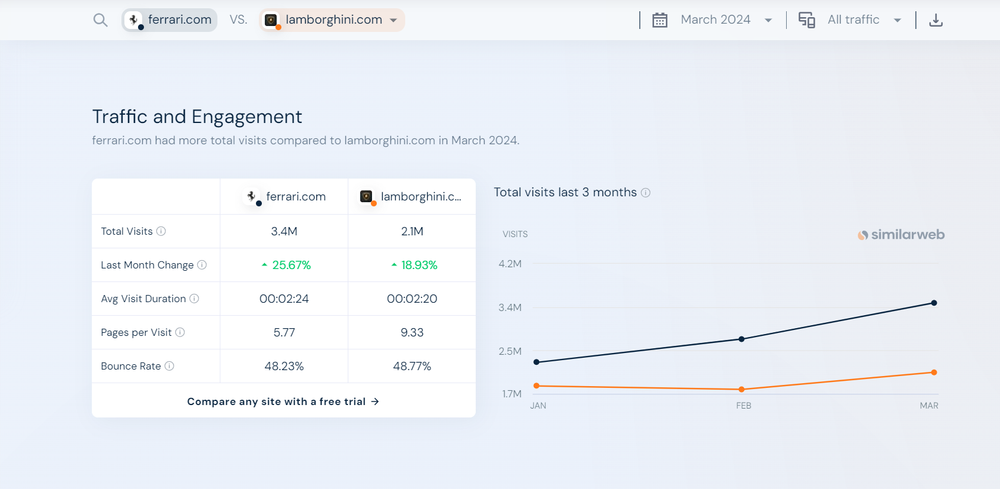 ferrari.com VS. lamborghini.com March 2024 All traffic
Traffic and Engagement
ferrari.com had more total visits compared to lamborghini.com in March 2024.
ferrari.com lamborghini.c...
Total Visits 3.4M 2.1M
Last Month Change 25.67% 18.93%
Avg Visit Duration 00:02:24 00:02:20
Pages per Visit 5.77 9.33
Bounce Rate 48.23% 48.77%
Compare any site with a free trial →
Total visits last 3 months
VISITS
similarweb
4.2M
3.4M
2.5M
1.7M
JAN FEB MAR